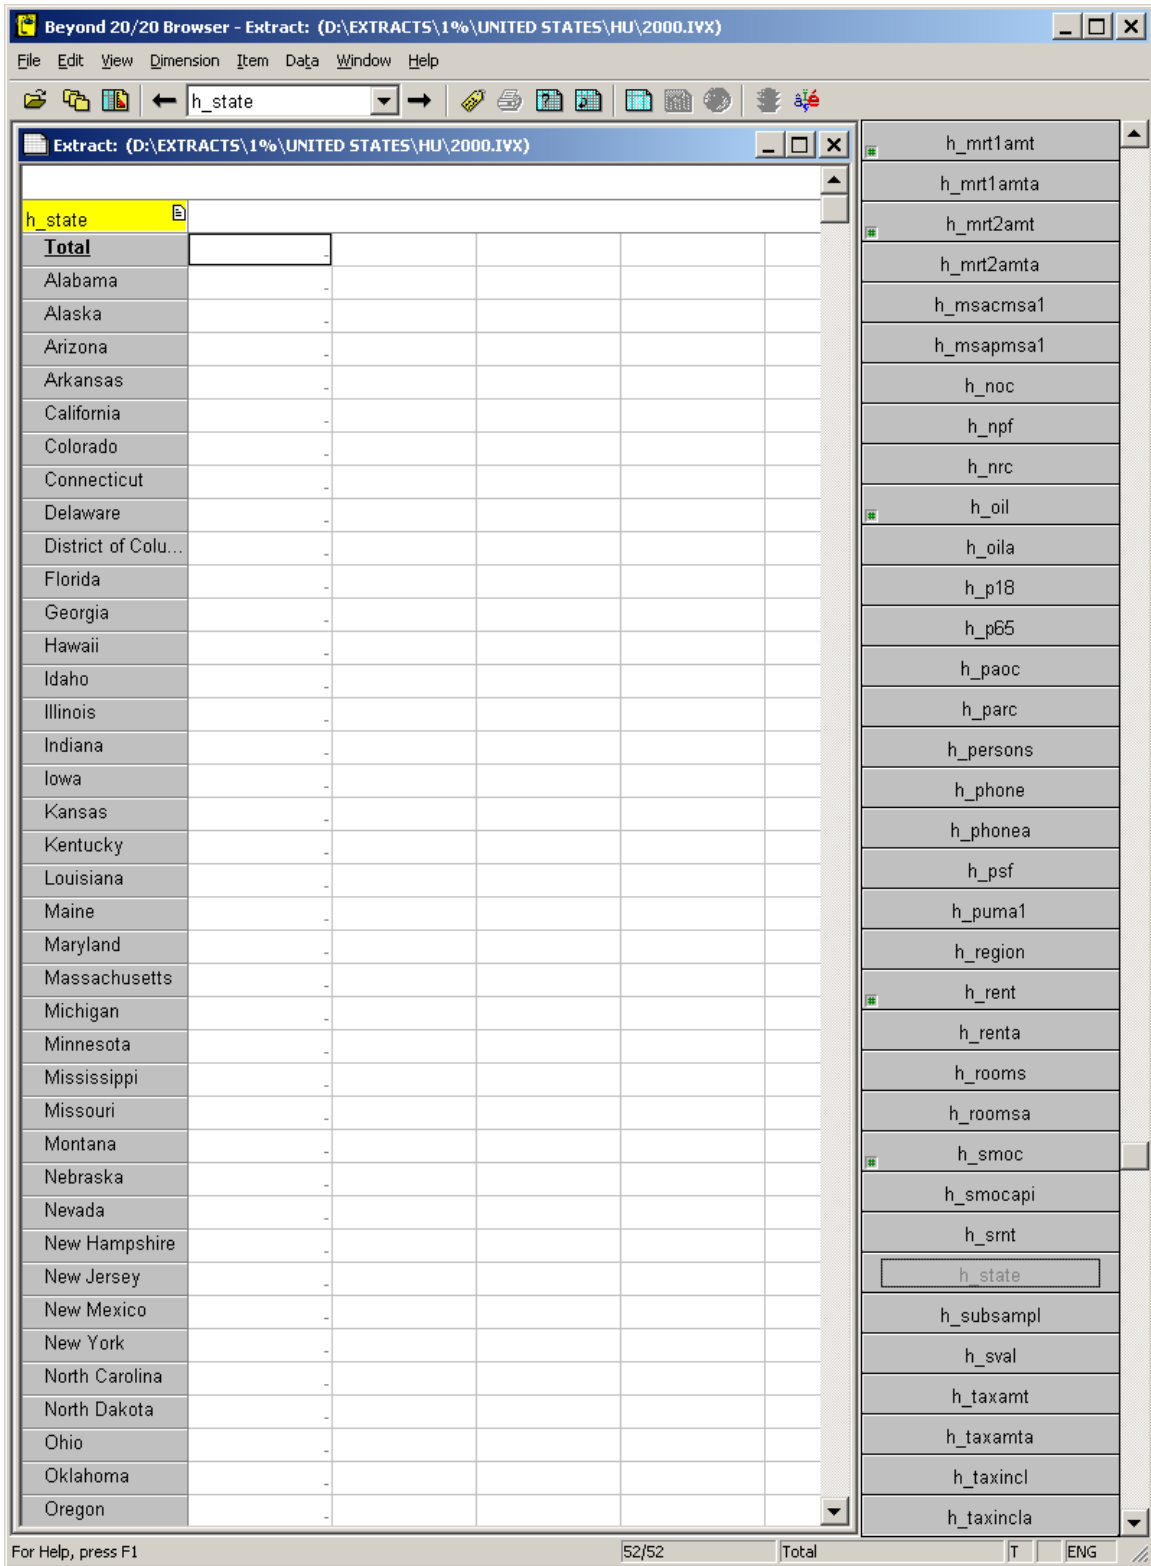 Beyond 20/20 Browser - Extract: (D:\EXTRACTS\1%\UNITED STATES\HU\2000.IVX)
File Edit View Dimension Item Data Window Help
h_state
Extract: (D:\EXTRACTS\1%\UNITED STATES\HU\2000.IVX)
h_state
Total
Alabama
Alaska
Arizona
Arkansas
California
Colorado
Connecticut
Delaware
District of Colu...
Florida
Georgia
Hawaii
Idaho
Illinois
Indiana
Iowa
Kansas
Kentucky
Louisiana
Maine
Maryland
Massachusetts
Michigan
Minnesota
Mississippi
Missouri
Montana
Nebraska
Nevada
New Hampshire
New Jersey
New Mexico
New York
North Carolina
North Dakota
Ohio
Oklahoma
Oregon
h_mrt1amt
h_mrt1amta
h_mrt2amt
h_mrt2amta
h_msacmsa1
h_msapmsa1
h_noc
h_npf
h_nrc
h_oil
h_oila
h_p18
h_p65
h_paoc
h_parc
h_persons
h_phone
h_phonea
h_psf
h_puma1
h_region
h_rent
h_renta
h_rooms
h_roomsa
h_smoc
h_smocapi
h_srnt
h_state
h_subsampl
h_sval
h_taxamt
h_taxamta
h_taxincl
h_taxincla
For Help, press F1
52/52
Total
T
ENG